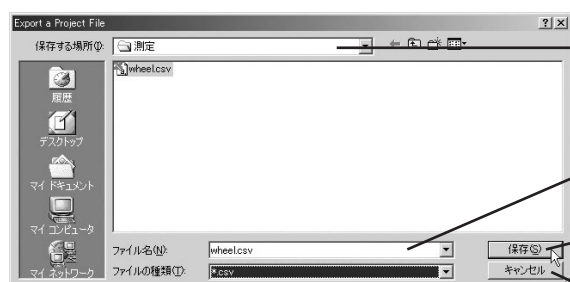 Export a Project File
保存する場所(I):
測定
wheel.csv
履歴
デスクトップ
マイ ドキュメント
マイ コンピュータ
マイ ネットワーク
ファイル名(N):
wheel.csv
保存(S)
ファイルの種類(T):
*.csv
キャンセル